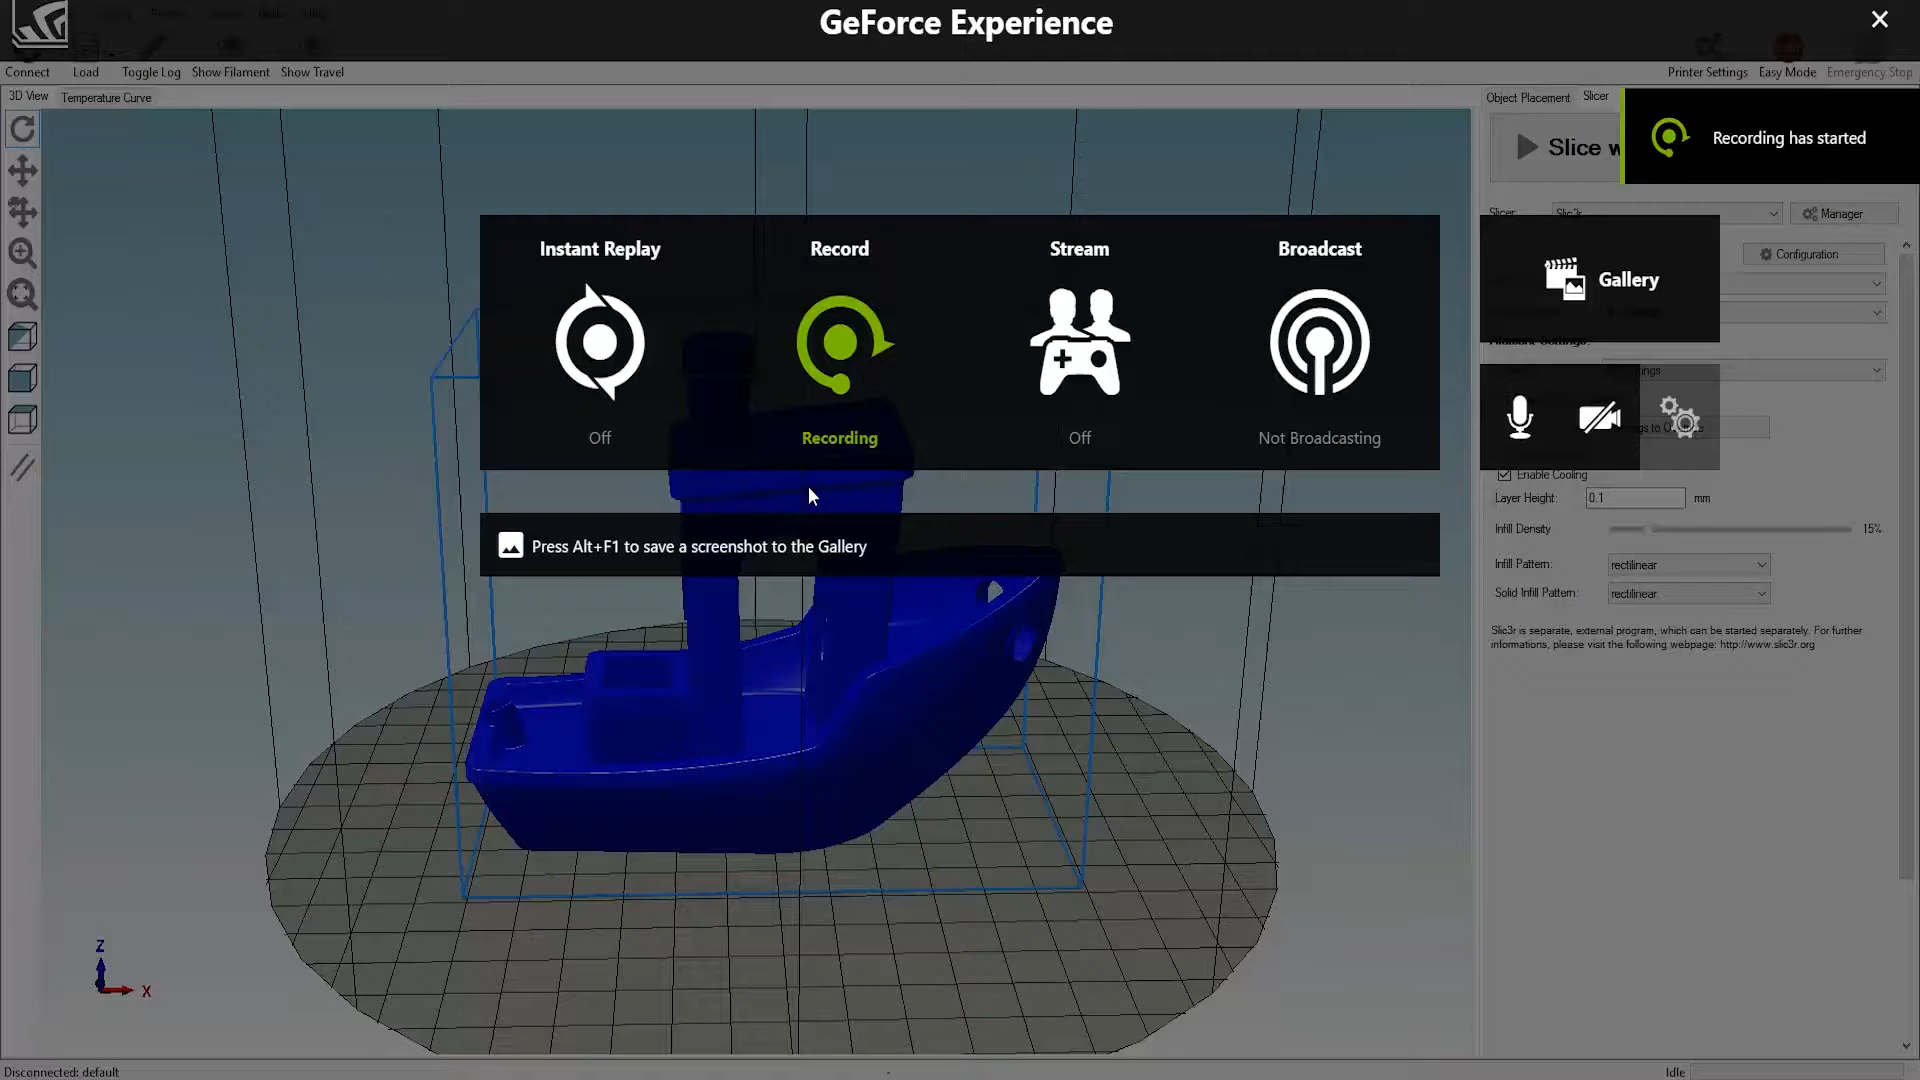 GeForce Experience
Connect Load Toggle Log Show Filament Show Travel
Printer Settings Easy Mode Emergency Stop
3D View Temperature Curve
Object Placement Slicer
Recording has started
Slice
Slicer: Slic3r Manager
Instant Replay Record Stream Broadcast
Configuration
Gallery
Off Recording Off Not Broadcasting
Enable Cooling
Layer Height: 0.1 mm
Infill Density 15%
Press Alt+F1 to save a screenshot to the Gallery
Infill Pattern: rectilinear
Solid Infill Pattern: rectilinear
Slic3r is separate, external program, which can be started separately. For further
informations, please visit the following webpage: http://www.slic3r.org
Z
X
Disconnected: default
Idle